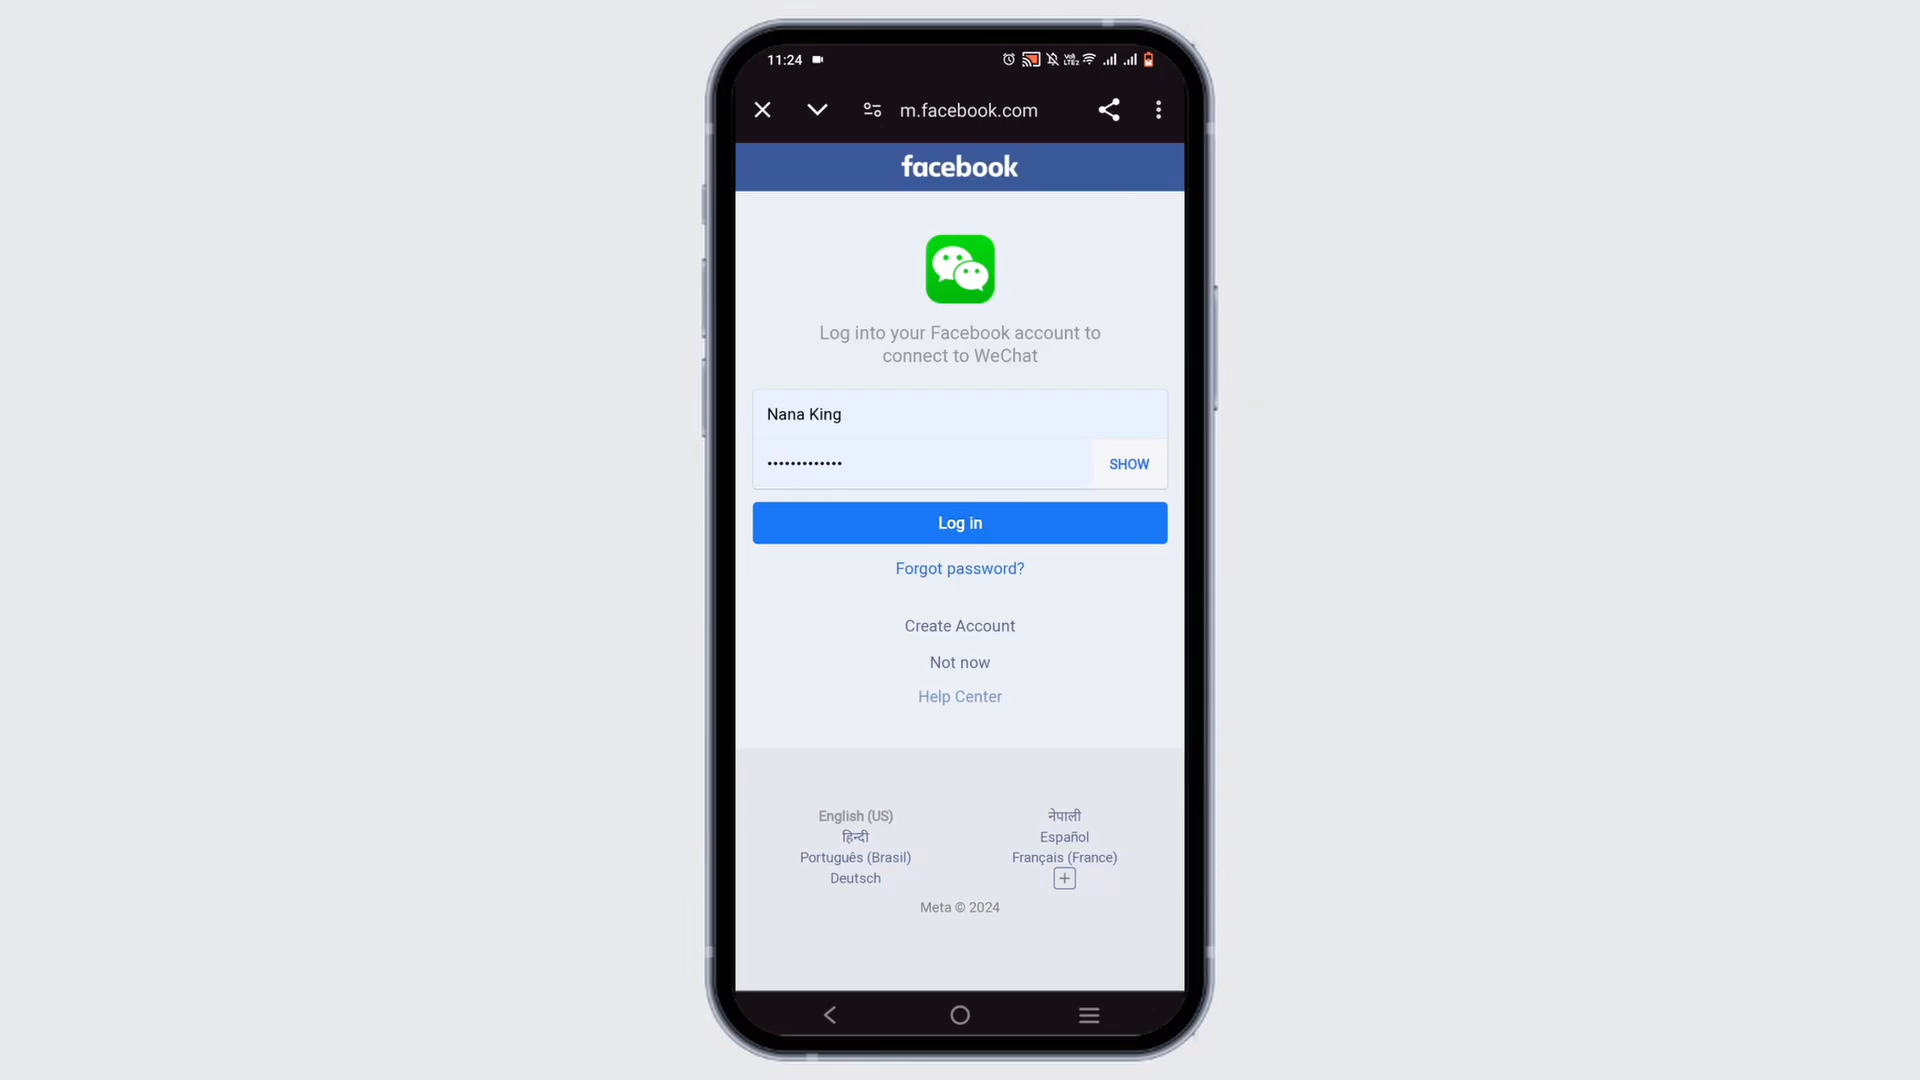 11:24
m.facebook.com
facebook
Log into your Facebook account to
connect to WeChat
Nana King
•••••••••••••
SHOW
Log in
Forgot password?
Create Account
Not now
Help Center
English (US)
नेपाली
हिन्दी
Español
Português (Brasil)
Français (France)
Deutsch
Meta © 2024